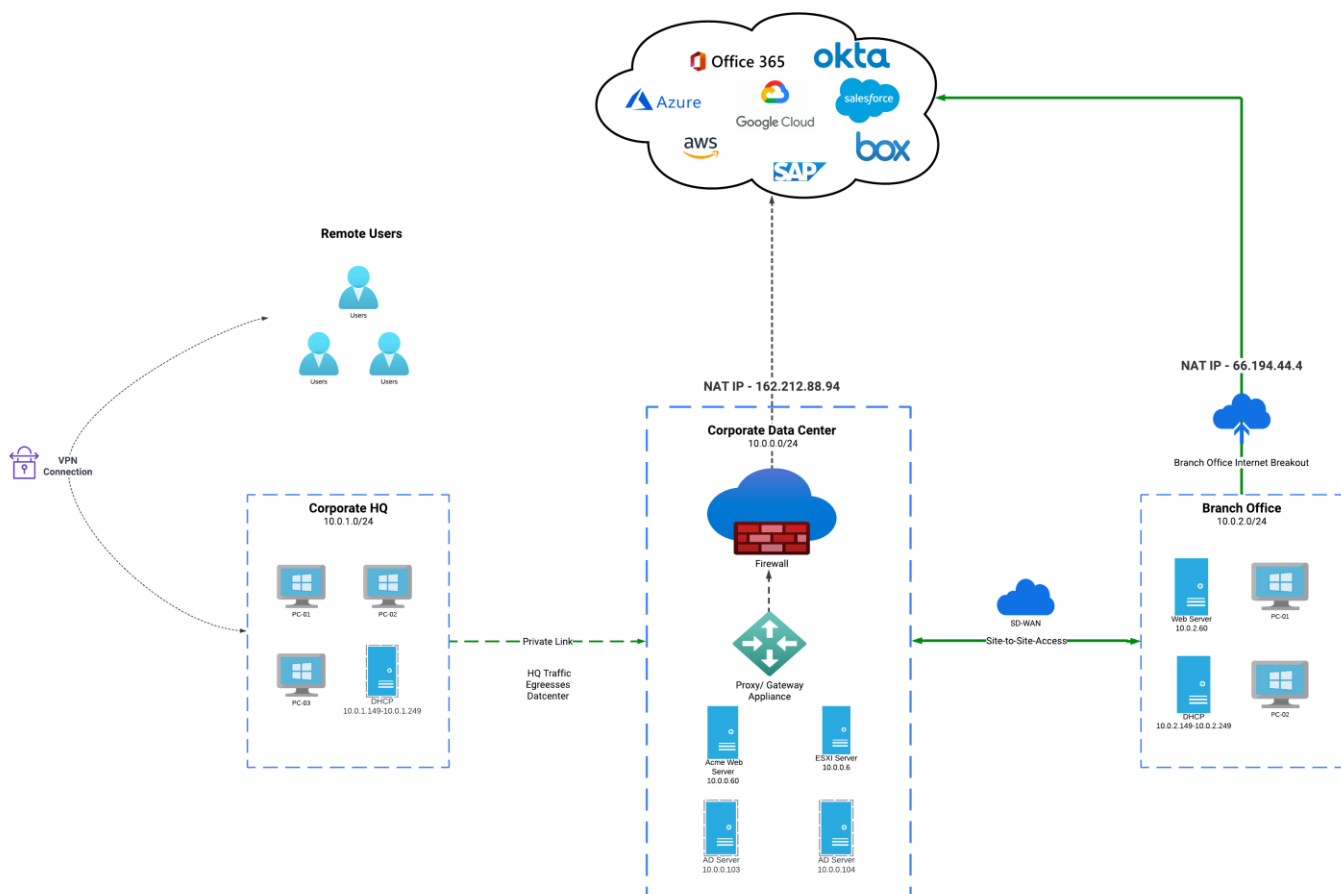 Office 365
okta
Azure
Google Cloud
salesforce
aws
box
SAP
Remote Users
Users
Users
Users
VPN
Connection
NAT IP - 162.212.88.94
NAT IP - 66.194.44.4
Branch Office Internet Breakout
Corporate HQ
10.0.1.0/24
PC-01
PC-02
PC-03
DHCP
10.0.1.149-10.0.1.249
Private Link
HQ Traffic
Egresses
Datcenter
Corporate Data Center
10.0.0.0/24
Firewall
Proxy/ Gateway
Appliance
Acme Web
Server
10.0.0.60
ESXI Server
10.0.0.6
AD Server
10.0.0.103
AD Server
10.0.0.104
SD-WAN
Site-to-Site-Access
Branch Office
10.0.2.0/24
Web Server
10.0.2.60
PC-01
DHCP
10.0.2.149-10.0.2.249
PC-02